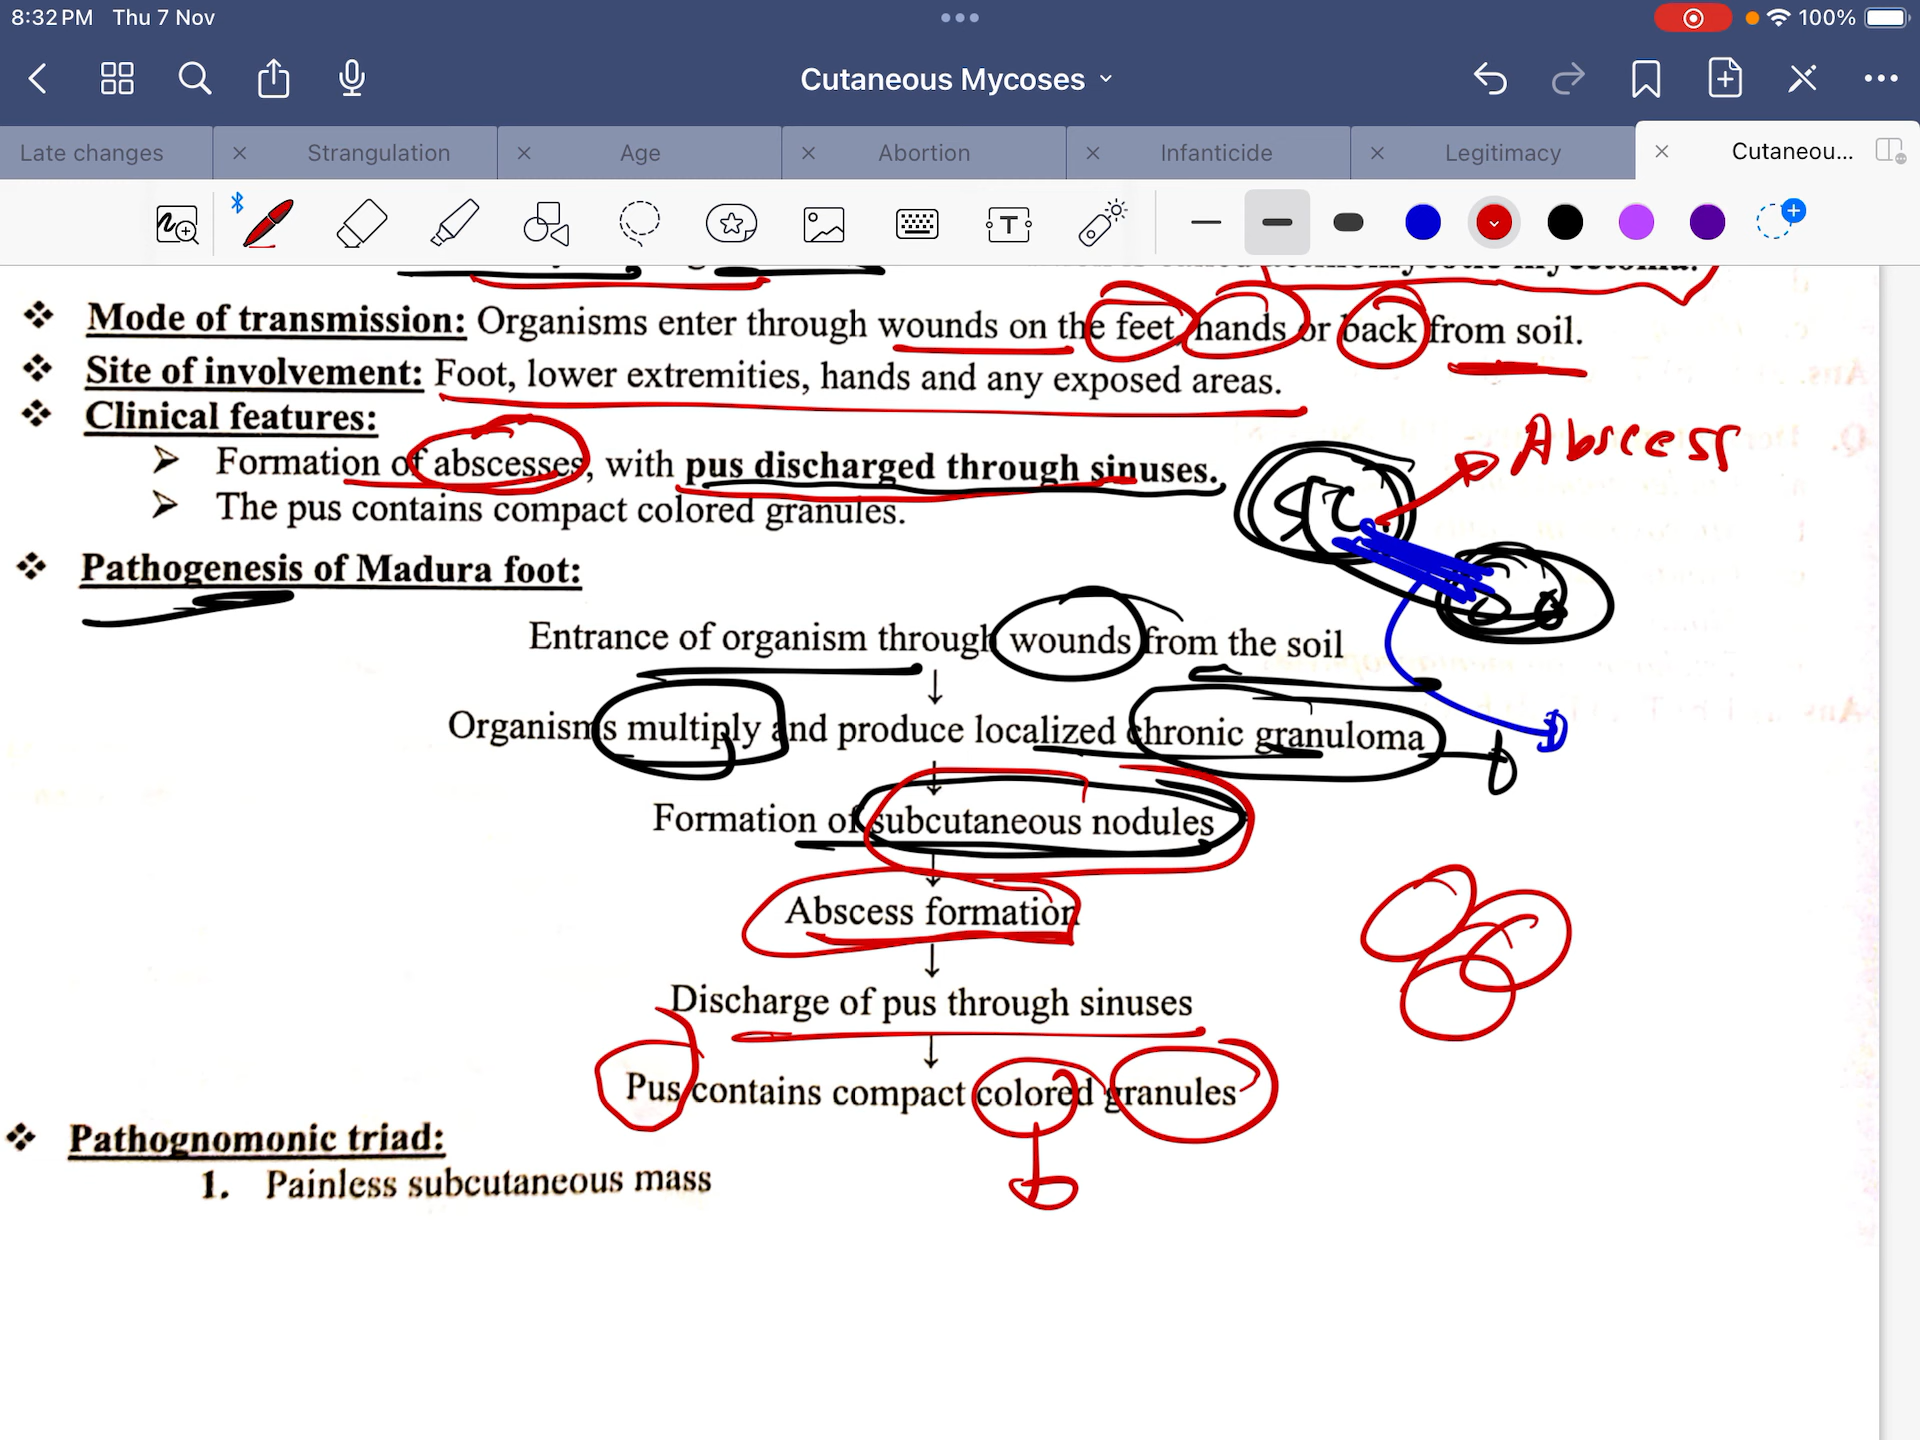 8:32 PM Thu 7 Nov
100%
Cutaneous Mycoses
Late changes
Strangulation
Age
Abortion
Infanticide
Legitimacy
Cutaneou...
Mode of transmission: Organisms enter through wounds on the feet, hands or back from soil.
Site of involvement: Foot, lower extremities, hands and any exposed areas.
Clinical features:
Formation of abscesses, with pus discharged through sinuses.
Abscess
The pus contains compact colored granules.
Pathogenesis of Madura foot:
Entrance of organism through wounds from the soil
↓
Organisms multiply and produce localized chronic granuloma
↓
Formation of subcutaneous nodules
↓
Abscess formation
↓
Discharge of pus through sinuses
↓
Pus contains compact colored granules
Pathognomonic triad:
1. Painless subcutaneous mass